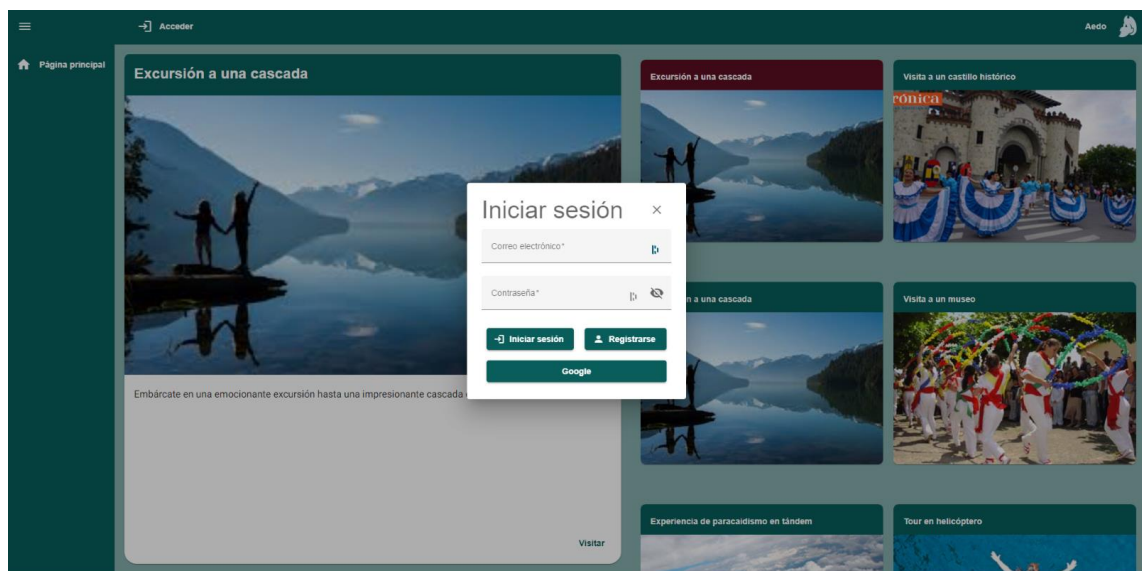 Acceder
Aedo
Página principal
Excursión a una cascada
Embárcate en una emocionante excursión hasta una impresionante cascada
Visitar
Iniciar sesión
Correo electrónico*
Contraseña*
Iniciar sesión
Registrarse
Google
Excursión a una cascada
Visita a un castillo histórico
rónica
a una cascada
Visita a un museo
Experiencia de paracaidismo en tándem
Tour en helicóptero